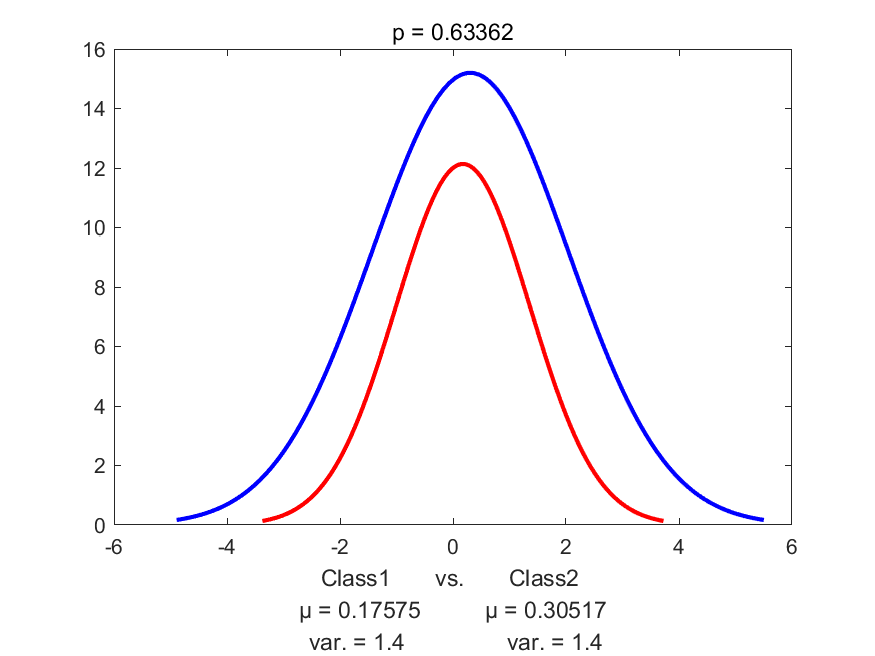 p = 0.63362
16
14
12
10
8
6
4
2
0
-6 -4 -2 0 2 4 6
Class1 vs. Class2
μ = 0.17575 μ = 0.30517
var. = 1.4 var. = 1.4